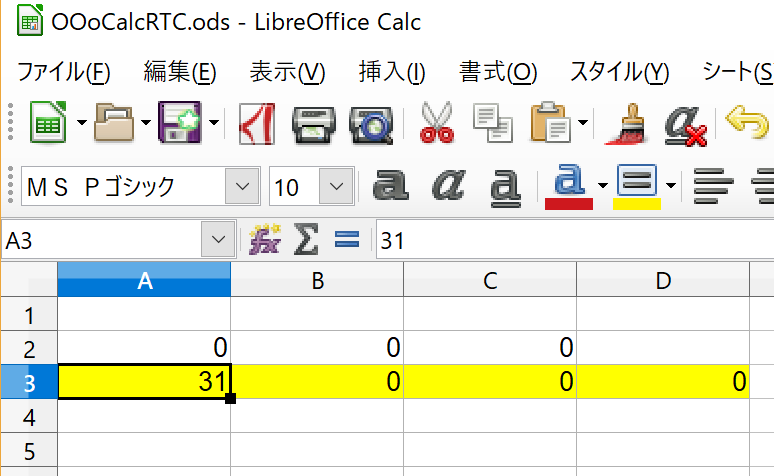 OOoCalcRTC.ods - LibreOffice Calc
ファイル(F) 編集(E) 表示(V) 挿入(I) 書式(O) スタイル(Y) シート(S
ＭＳ Ｐゴシック 10 a a a a a
A3 fx Σ = 31
A B C D
1
2 0 0 0
3 31 0 0 0
4
5